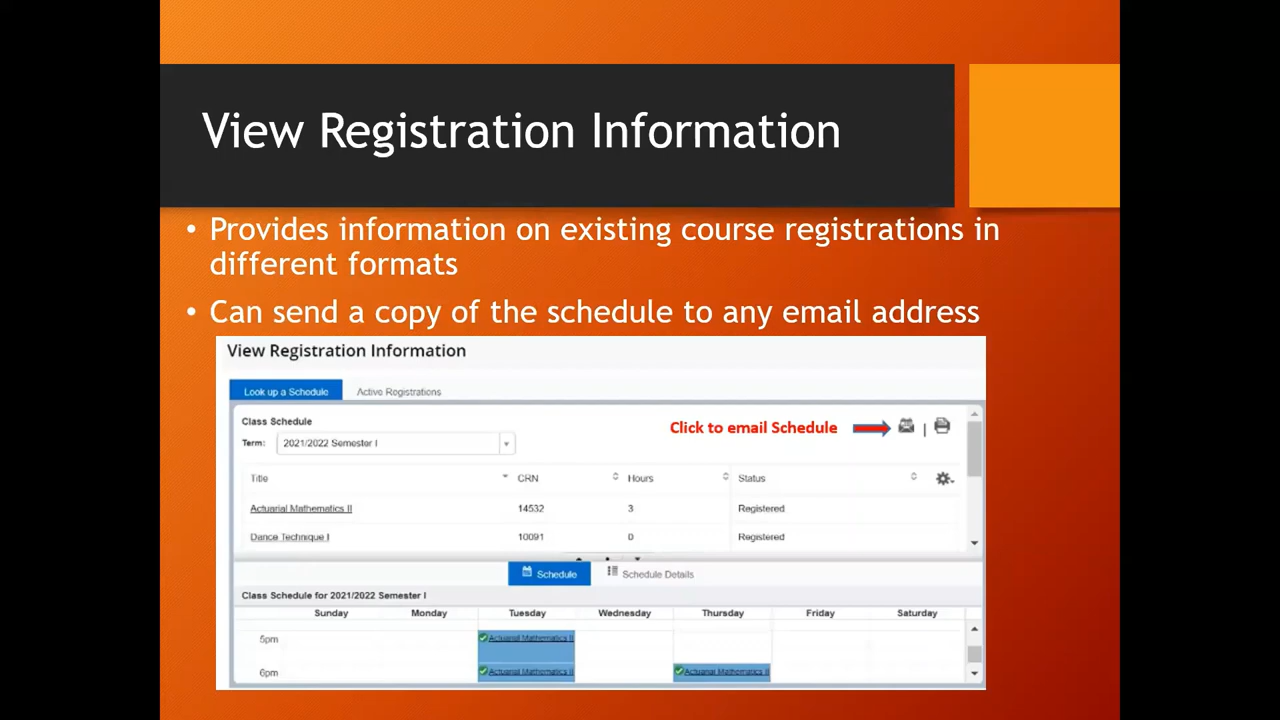 View Registration Information
• Provides information on existing course registrations in
different formats
• Can send a copy of the schedule to any email address
View Registration Information
Look up a Schedule Active Registrations
Class Schedule
Click to email Schedule |
Term: 2021/2022 Semester I
Title CRN Hours Status
Actuarial Mathematics II 14532 3 Registered
Dance Technique I 10091 0 Registered
Schedule Schedule Details
Class Schedule for 2021/2022 Semester I
Sunday Monday Tuesday Wednesday Thursday Friday Saturday
5pm Actuarial Mathematics II
6pm Actuarial Mathematics II Actuarial Mathematics II